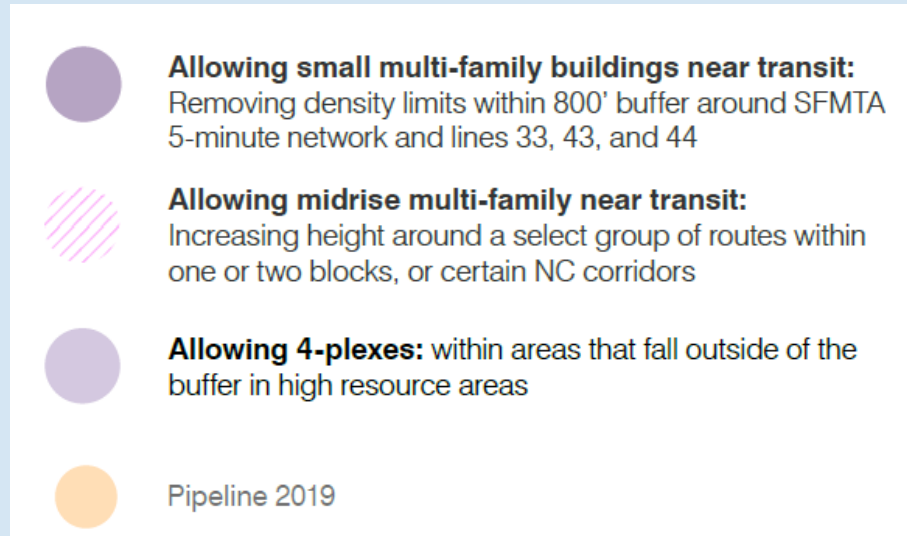 Allowing small multi-family buildings near transit:
Removing density limits within 800' buffer around SFMTA
5-minute network and lines 33, 43, and 44
Allowing midrise multi-family near transit:
Increasing height around a select group of routes within
one or two blocks, or certain NC corridors
Allowing 4-plexes: within areas that fall outside of the
buffer in high resource areas
Pipeline 2019